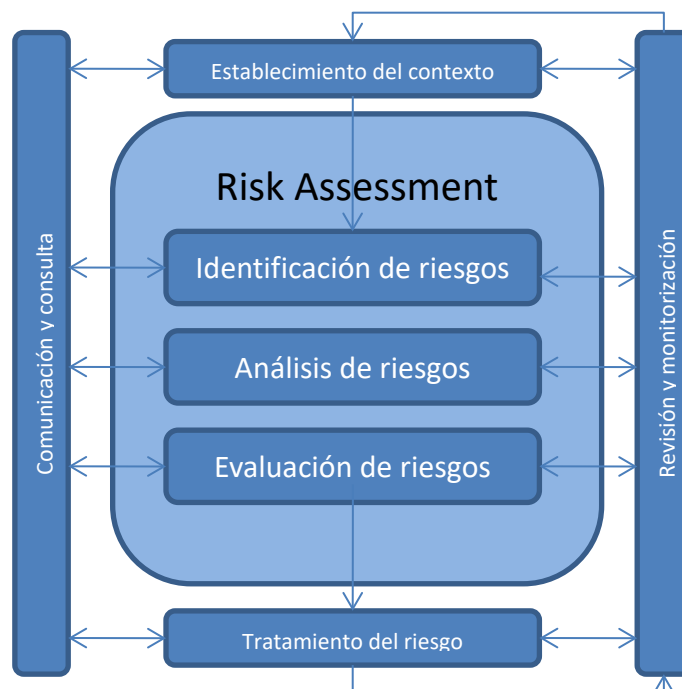 Establecimiento del contexto
Risk Assessment
Identificación de riesgos
Análisis de riesgos
Evaluación de riesgos
Tratamiento del riesgo
Comunicación y consulta
Revisión y monitorización